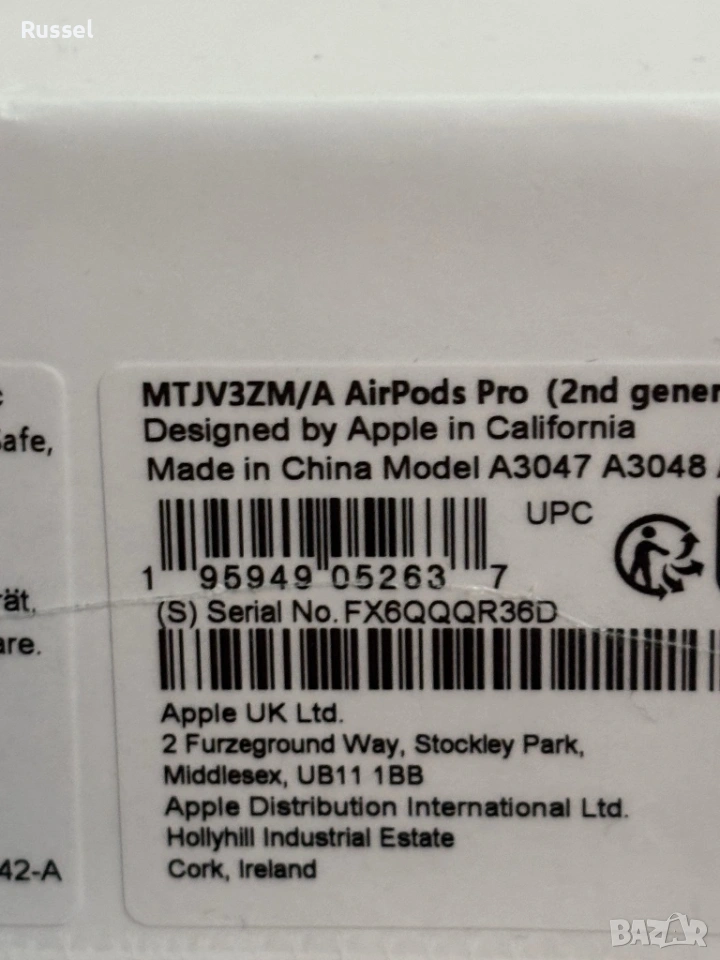 Russel
MTJV3ZM/A AirPods Pro (2nd gener
Designed by Apple in California
Made in China Model A3047 A3048
UPC
1 95949 05263 7
(S) Serial No. FX6QQQR36D
Apple UK Ltd.
2 Furzeground Way, Stockley Park,
Middlesex, UB11 1BB
Apple Distribution International Ltd.
Hollyhill Industrial Estate
Cork, Ireland
afe,
ät,
are.
42-A
BAZAR